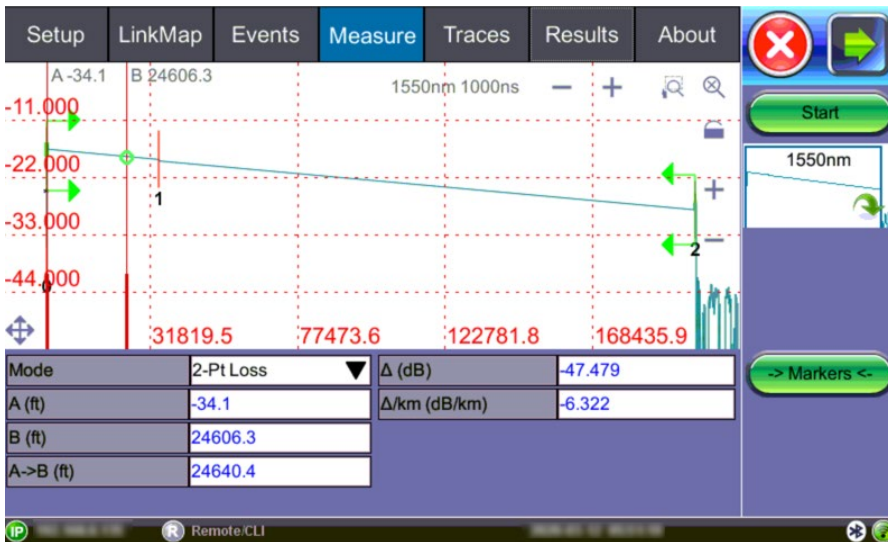 Setup LinkMap Events Measure Traces Results About
A -34.1 B 24606.3 1550nm 1000ns
-11.000
-22.000
-33.000
-44.000
0
1
2
31819.5 77473.6 122781.8 168435.9
Start
1550nm
-> Markers <-
Mode 2-Pt Loss Δ (dB) -47.479
A (ft) -34.1 Δ/km (dB/km) -6.322
B (ft) 24606.3
A->B (ft) 24640.4
IP R Remote/CLI